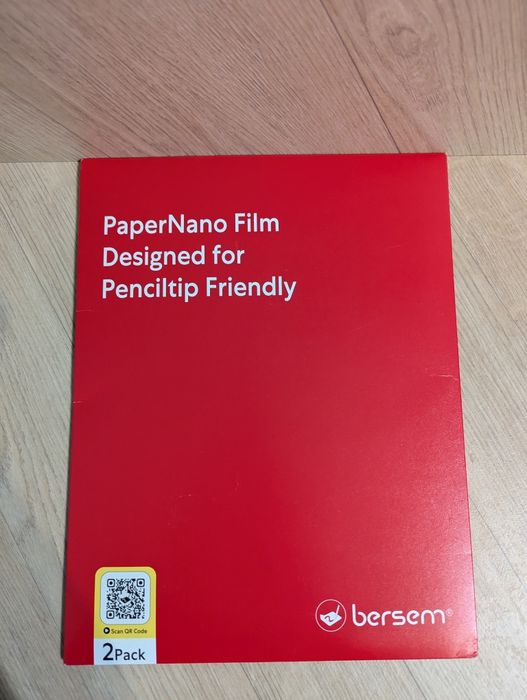 PaperNano Film
Designed for
Penciltip Friendly
Scan QR Code
2Pack
bersem®